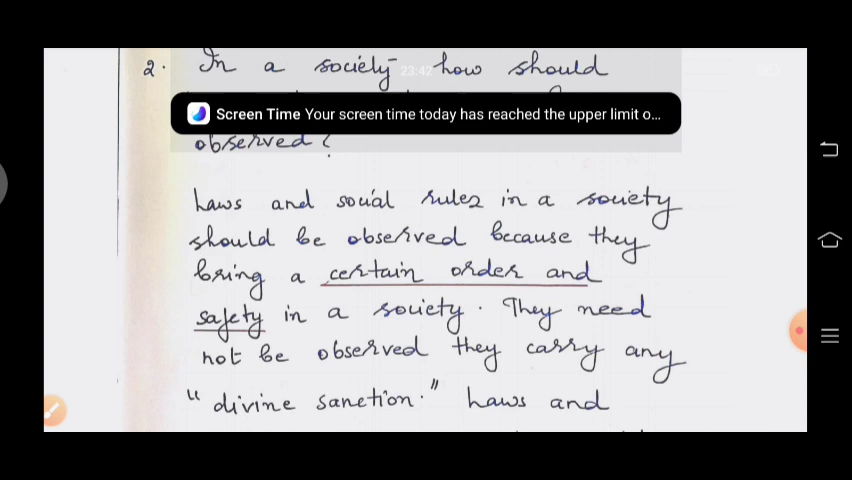 2. In a society how should
23:42
Screen Time Your screen time today has reached the upper limit o...
observed?
Laws and social rules in a society
should be observed because they
bring a certain order and
safety in a society. They need
not be observed they carry any
"divine sanction." Laws and